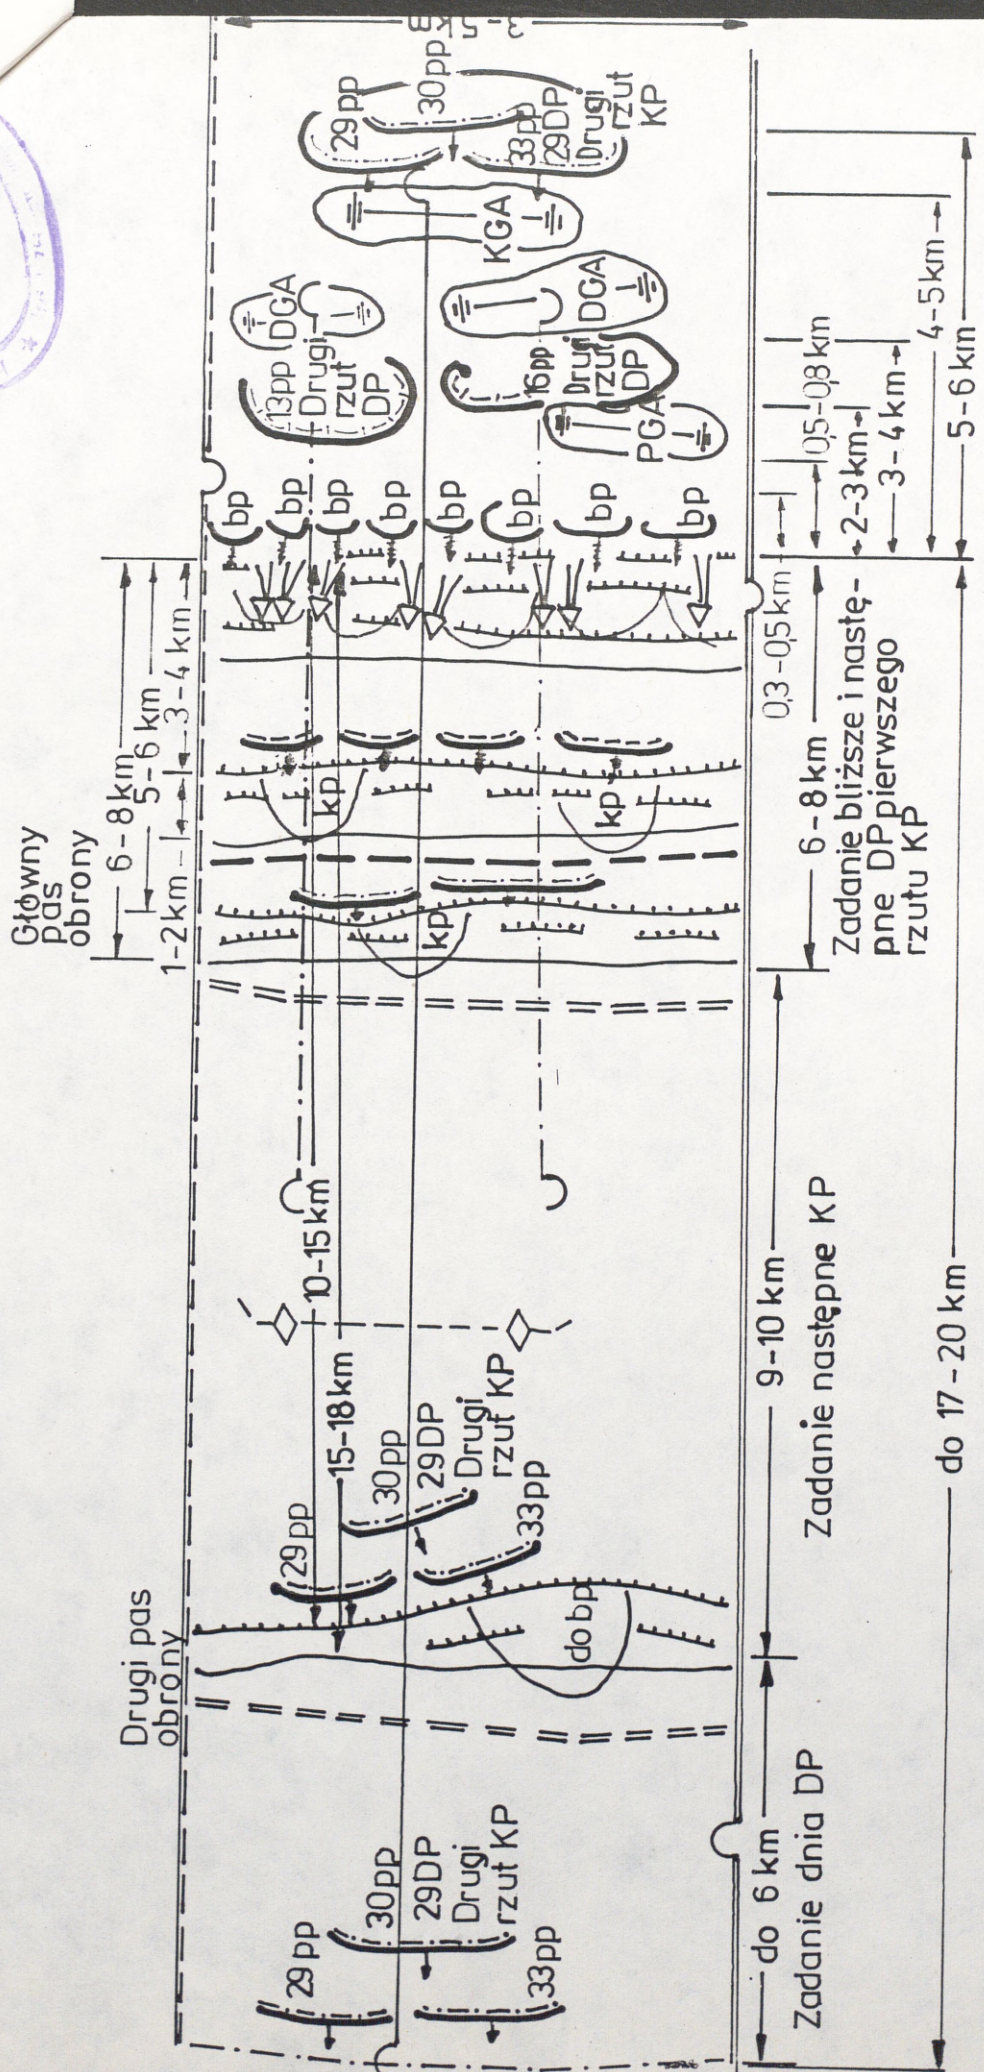 3-5km
29pp
30pp
33pp
29DP
Drugi
rzut
KP
KGA
DGA
DGA
13pp
Drugi
rzut
DP
16pp
Drugi
rzut
DP
PGA
bp
bp
bp
bp
bp
bp
bp
bp
0,5-0,8km
2-3km
3-4km
4-5km
5-6km
0,3-0,5km
Główny
pas
obrony
6-8km
5-6km
3-4km
1-2km
kp
kp
kp
6-8km
Zadanie bliższe i nastę-
pne DP pierwszego
rzutu KP
10-15km
15-18km
29pp
30pp
29DP
Drugi
rzut KP
33pp
9-10km
Zadanie następne KP
do 17-20km
Drugi pas
obrony
do bp
29pp
30pp
29DP
Drugi
rzut KP
33pp
do 6km
Zadanie dnia DP